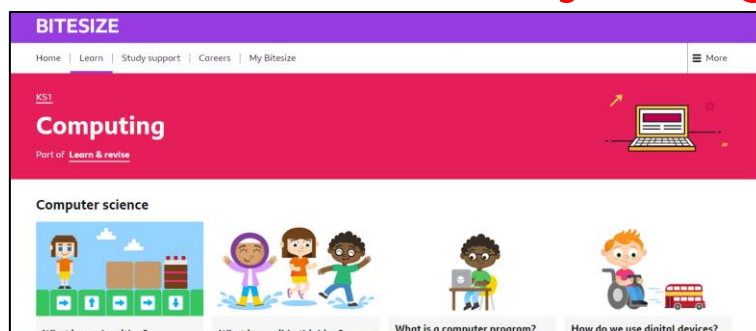 BITESIZE
Home | Learn | Study support | Careers | My Bitesize
More
KS1
Computing
Part of Learn & revise
Computer science
What is a computer program?
How do we use digital devices?